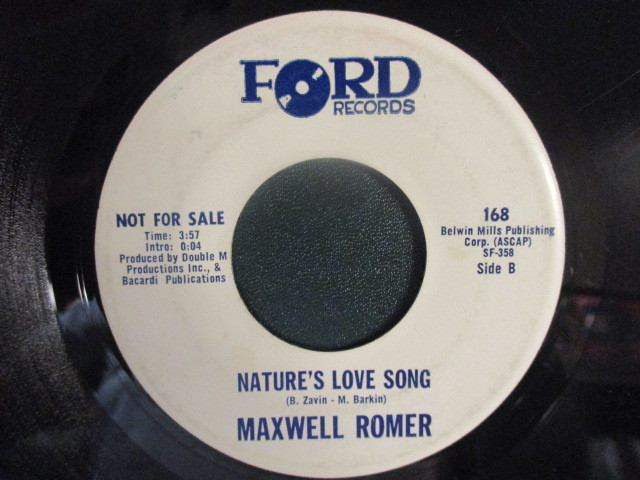 FORD
RECORDS
NOT FOR SALE
Time: 3:57
Intro: 0:04
Produced by Double M
Productions Inc., &
Bacardi Publications
168
Belwin Mills Publishing
Corp. (ASCAP)
SF-358
Side B
NATURE'S LOVE SONG
(B. Zavin - M. Barkin)
MAXWELL ROMER